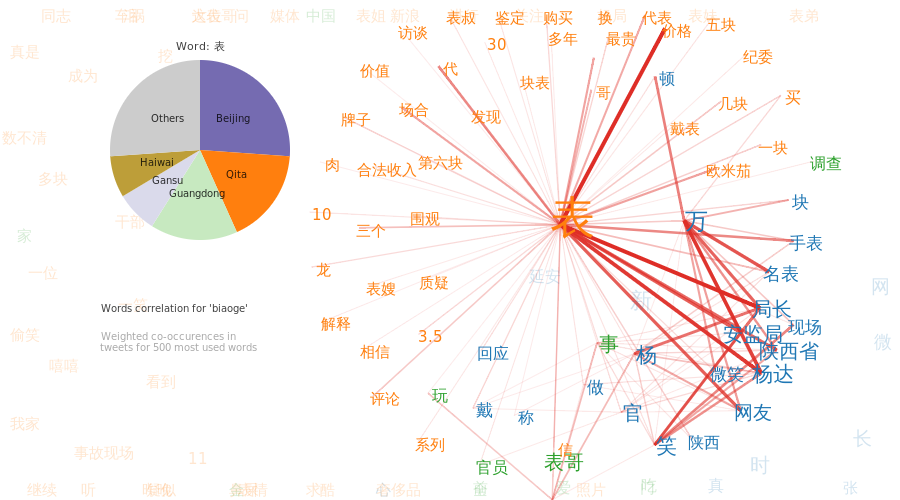 同志
媒体
中国
表姐
新浪
表叔
鉴定
购买
换
代表
表弟
访谈
30
多年
最贵
价格
五块
Word: 表
真是
挖
成为
价值
代
块表
哥
顿
纪委
几块
买
Others
Beijing
牌子
场合
发现
戴表
一块
数不清
Haiwai
Qita
Gansu
Guangdong
肉
合法收入
第六块
欧米茄
调查
多块
10
围观
表
万
块
干部
三个
手表
家
龙
表嫂
质疑
延安
名表
一位
网
新
Words correlation for 'biaoge'
局长
解释
3.5
安监局
现场
Weighted co-occurences in
tweets for 500 most used words
偷笑
相信
回应
事
杨
陕西省
微
嘻嘻
看到
做
微笑
杨达
评论
玩
戴
称
官
网友
我家
系列
信
笑
陕西
长
事故现场
11
官员
表哥
时
继续
听
求酷
心
奢侈品
爱
照片
真
张